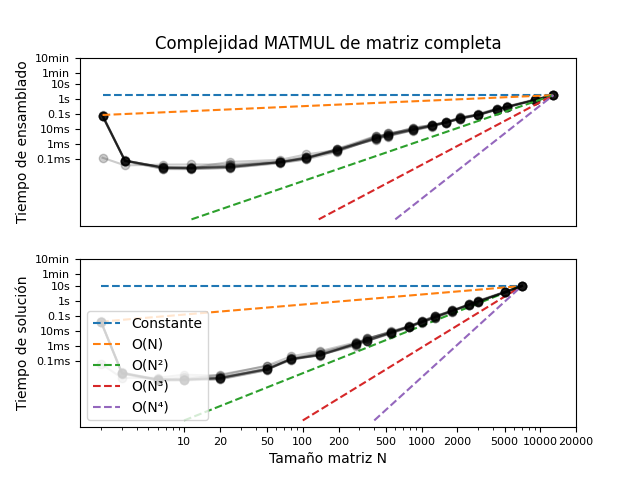 Complejidad MATMUL de matriz completa
Tiempo de ensamblado
10min
1min
10s
1s
0.1s
10ms
1ms
0.1ms
Tiempo de solución
10min
1min
10s
1s
0.1s
10ms
1ms
0.1ms
Constante
O(N)
O(N²)
O(N³)
O(N⁴)
10 20 50 100 200 500 1000 2000 5000 10000 20000
Tamaño matriz N